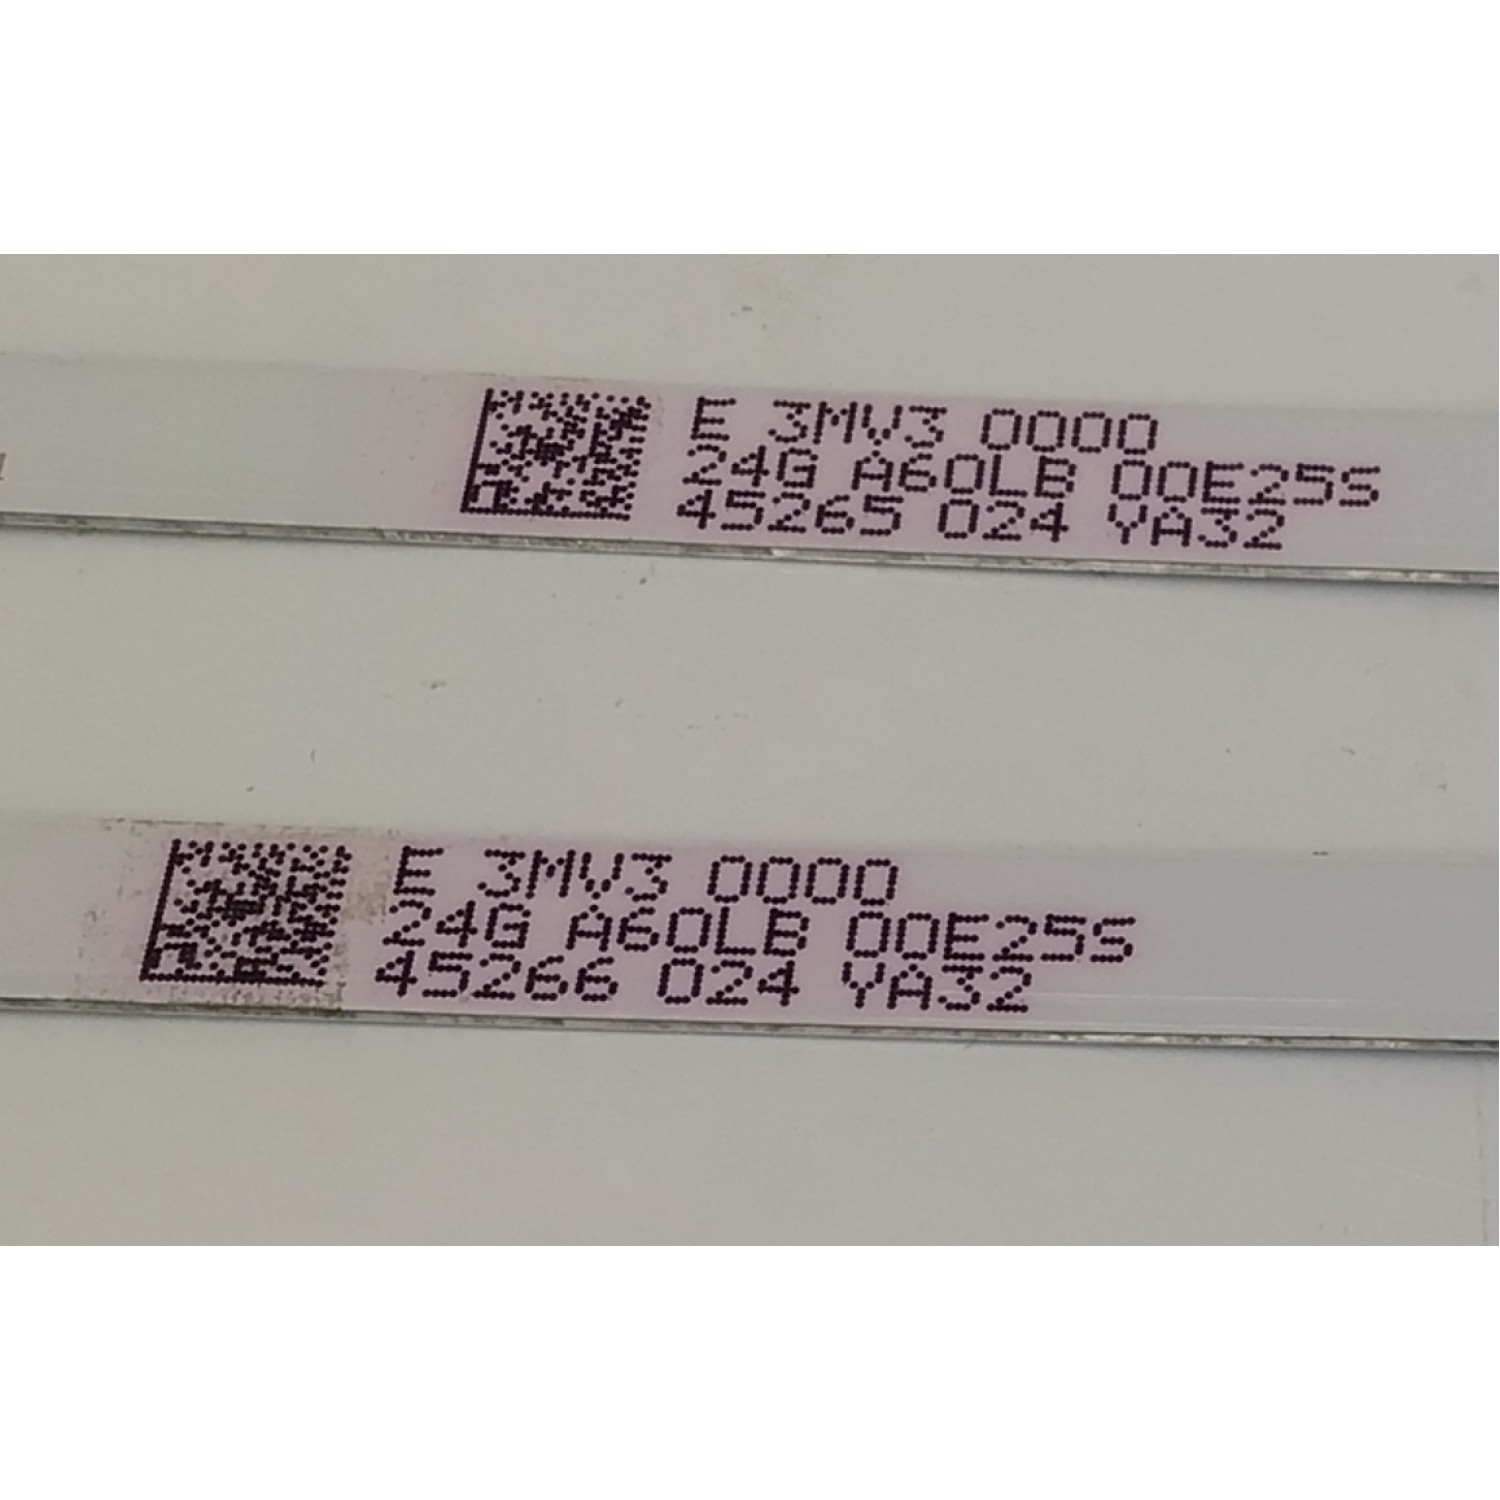 E 3MV3 0000
24G A60LB 00E25S
45265 024 YA32
E 3MV3 0000
24G A60LB 00E25S
45266 024 YA32